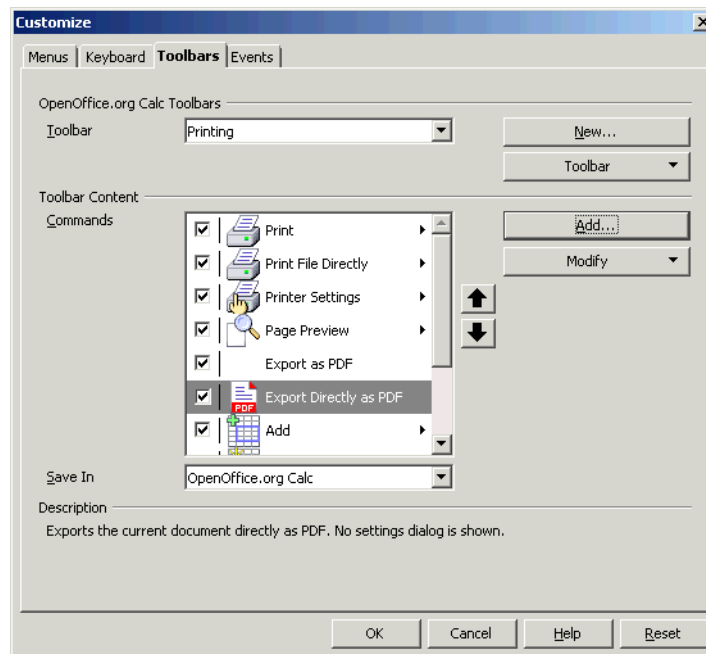 Customize
Menus Keyboard Toolbars Events
OpenOffice.org Calc Toolbars
Toolbar Printing New...
Toolbar
Toolbar Content
Commands Print Add...
Print File Directly Modify
Printer Settings
Page Preview
Export as PDF
PDF Export Directly as PDF
Add
Save In OpenOffice.org Calc
Description
Exports the current document directly as PDF. No settings dialog is shown.
OK Cancel Help Reset